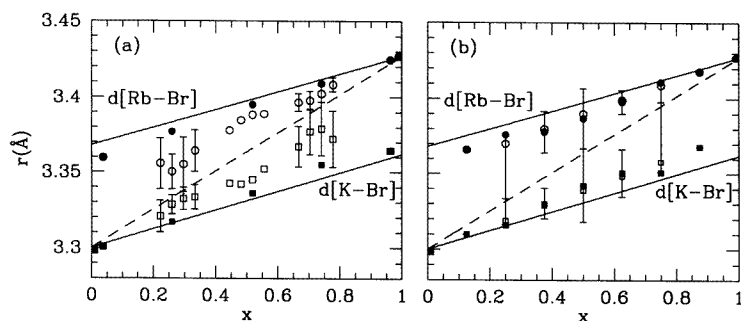 3.45
(a)
(b)
d[Rb-Br]
d[Rb-Br]
3.4
r(Å)
3.35
d[K-Br]
d[K-Br]
3.3
0 0.2 0.4 0.6 0.8 1 0 0.2 0.4 0.6 0.8 1
x x